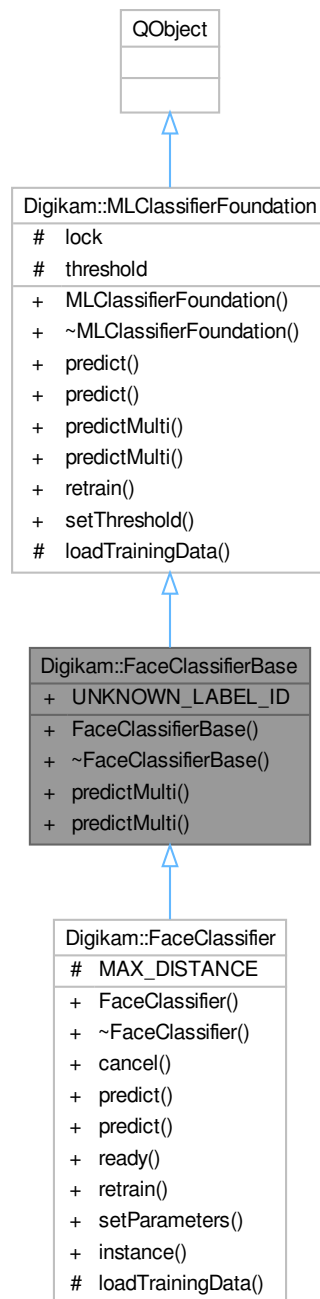 QObject
Digikam::MLClassifierFoundation
# lock
# threshold
+ MLClassifierFoundation()
+ ~MLClassifierFoundation()
+ predict()
+ predict()
+ predictMulti()
+ predictMulti()
+ retrain()
+ setThreshold()
# loadTrainingData()
Digikam::FaceClassifierBase
+ UNKNOWN_LABEL_ID
+ FaceClassifierBase()
+ ~FaceClassifierBase()
+ predictMulti()
+ predictMulti()
Digikam::FaceClassifier
# MAX_DISTANCE
+ FaceClassifier()
+ ~FaceClassifier()
+ cancel()
+ predict()
+ predict()
+ ready()
+ retrain()
+ setParameters()
+ instance()
# loadTrainingData()